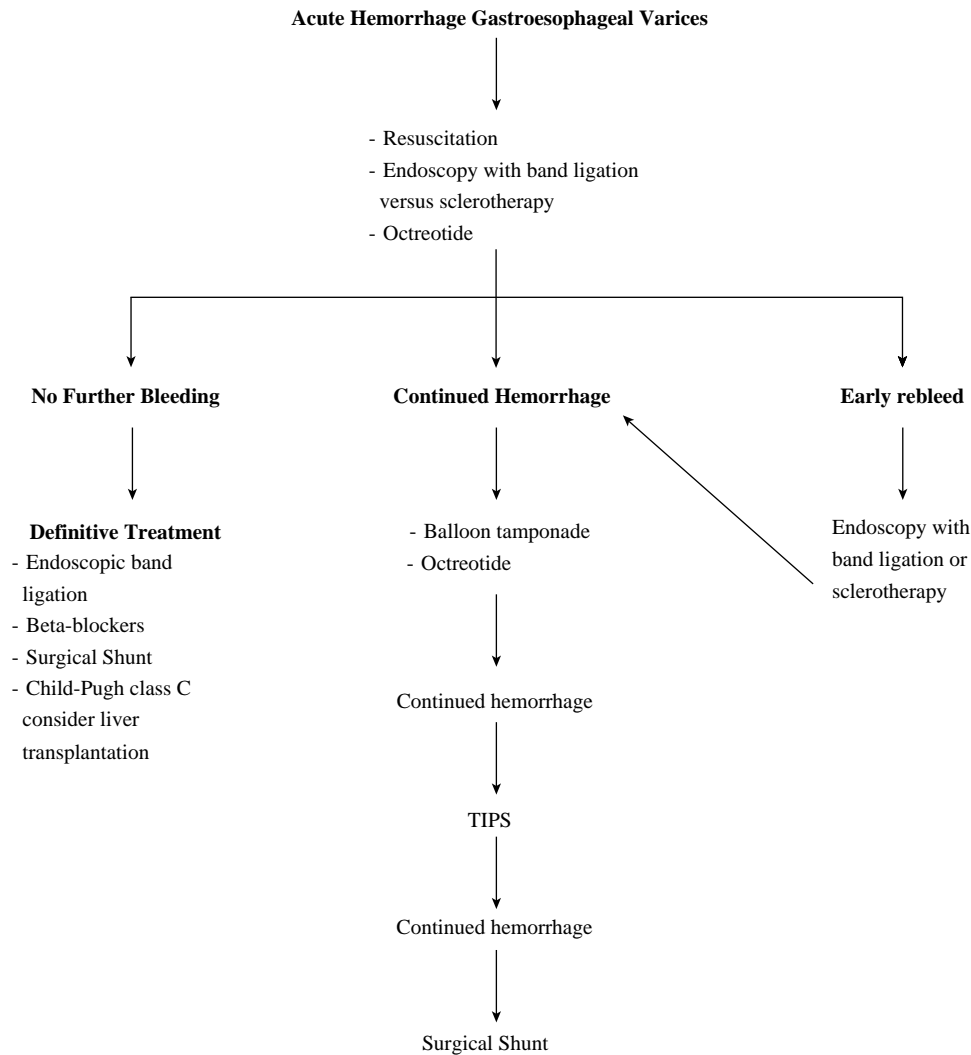 Acute Hemorrhage Gastroesophageal Varices
- Resuscitation
- Endoscopy with band ligation
versus sclerotherapy
- Octreotide
No Further Bleeding
Continued Hemorrhage
Early rebleed
Definitive Treatment
- Endoscopic band
ligation
- Beta-blockers
- Surgical Shunt
- Child-Pugh class C
consider liver
transplantation
- Balloon tamponade
- Octreotide
Endoscopy with
band ligation or
sclerotherapy
Continued hemorrhage
TIPS
Continued hemorrhage
Surgical Shunt